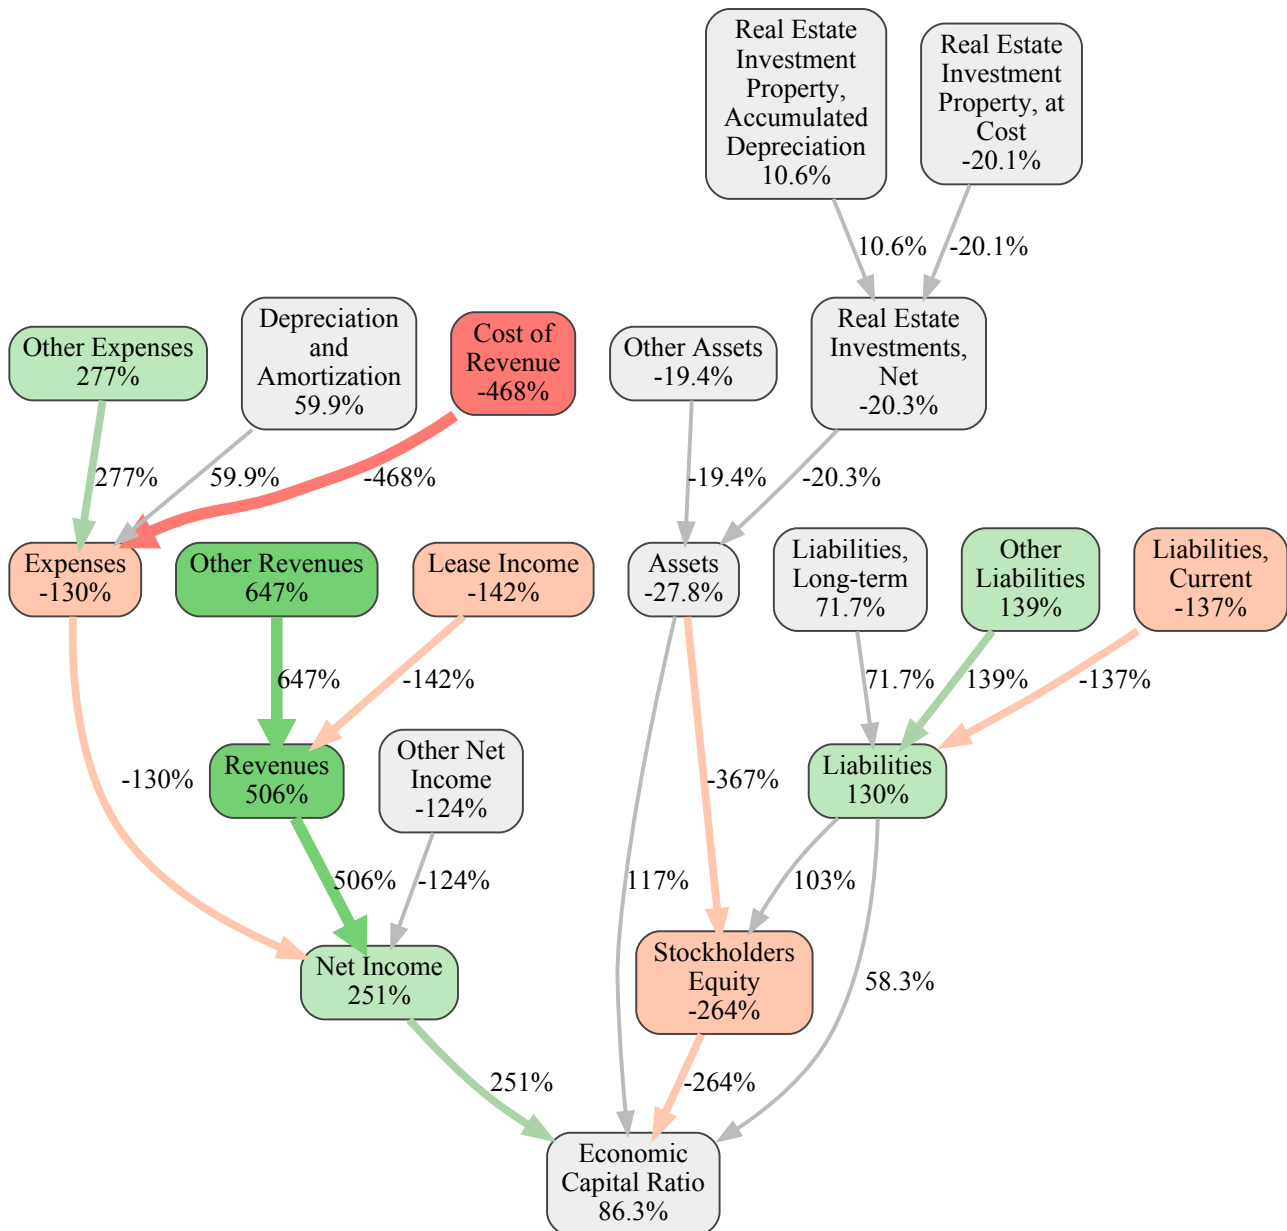 Real Estate
Investment
Property,
Accumulated
Depreciation
10.6%
Real Estate
Investment
Property, at
Cost
-20.1%
10.6%
-20.1%
Other Expenses
277%
Depreciation
and
Amortization
59.9%
Cost of
Revenue
-468%
Other Assets
-19.4%
Real Estate
Investments,
Net
-20.3%
277%
59.9%
-468%
-19.4%
-20.3%
Expenses
-130%
Other Revenues
647%
Lease Income
-142%
Assets
-27.8%
Liabilities,
Long-term
71.7%
Other
Liabilities
139%
Liabilities,
Current
-137%
647%
-142%
71.7%
139%
-137%
-130%
Revenues
506%
Other Net
Income
-124%
-367%
Liabilities
130%
506%
-124%
117%
103%
Net Income
251%
Stockholders
Equity
-264%
58.3%
251%
-264%
Economic
Capital Ratio
86.3%